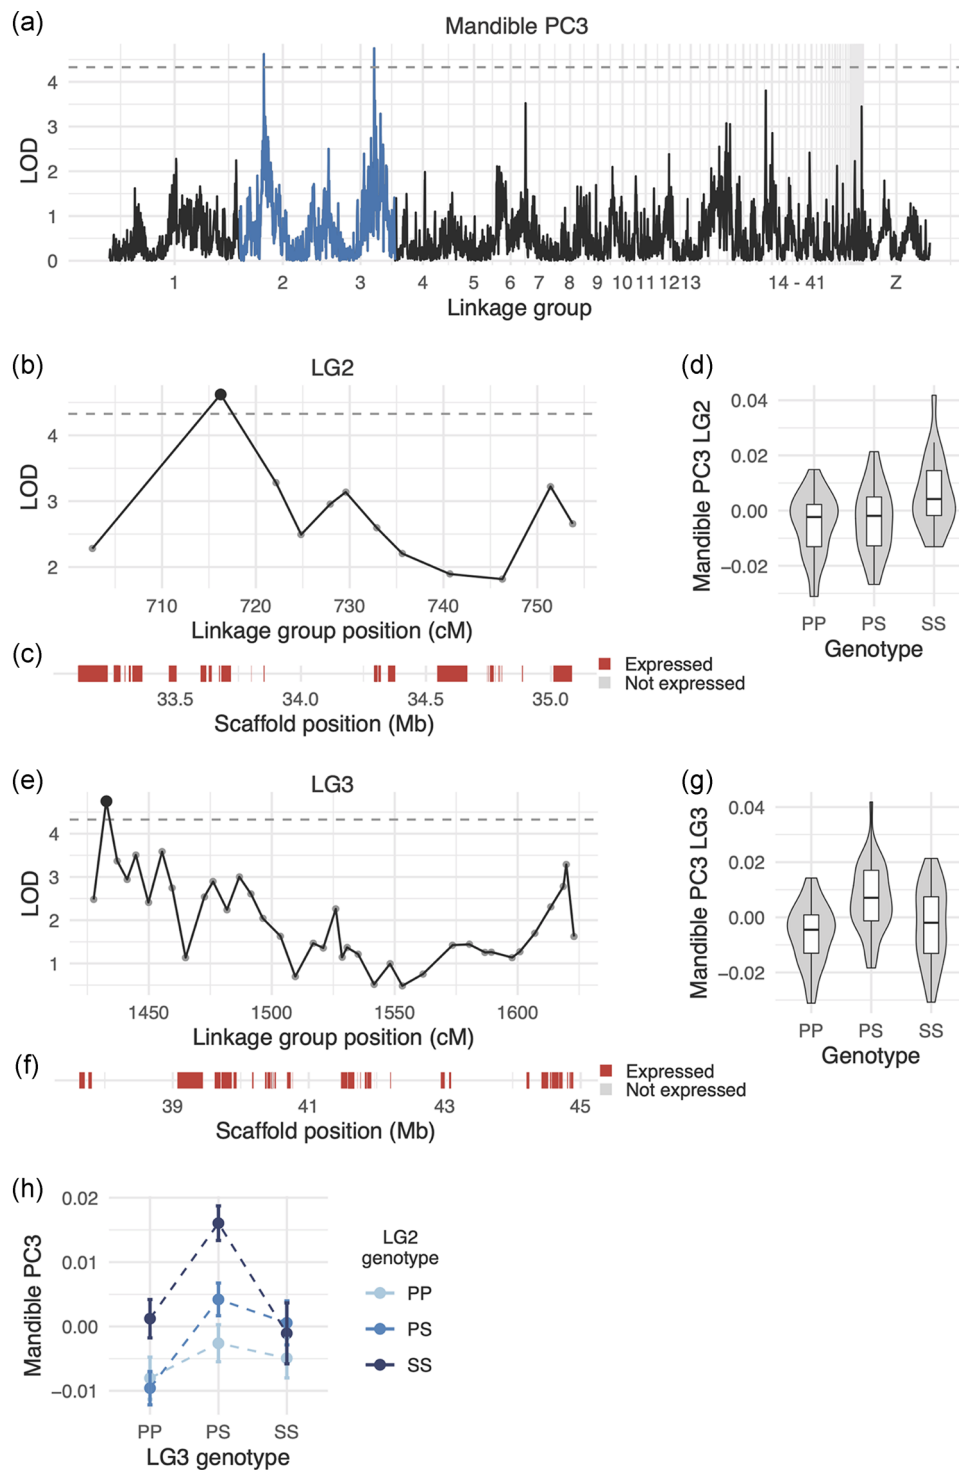 (a)
Mandible PC3
LOD
4
3
2
1
0
1 2 3 4 5 6 7 8 9 10 11 12 13 14 - 41 Z
Linkage group
(b)
LG2
LOD
4
3
2
710 720 730 740 750
Linkage group position (cM)
(d)
Mandible PC3 LG2
0.04
0.02
0.00
−0.02
PP PS SS
Genotype
(c)
33.5 34.0 34.5 35.0
Scaffold position (Mb)
Expressed
Not expressed
(e)
LG3
LOD
4
3
2
1
1450 1500 1550 1600
Linkage group position (cM)
(g)
Mandible PC3 LG3
0.04
0.02
0.00
−0.02
PP PS SS
Genotype
(f)
39 41 43 45
Scaffold position (Mb)
Expressed
Not expressed
(h)
Mandible PC3
0.02
0.01
0.00
−0.01
PP PS SS
LG3 genotype
LG2
genotype
PP
PS
SS